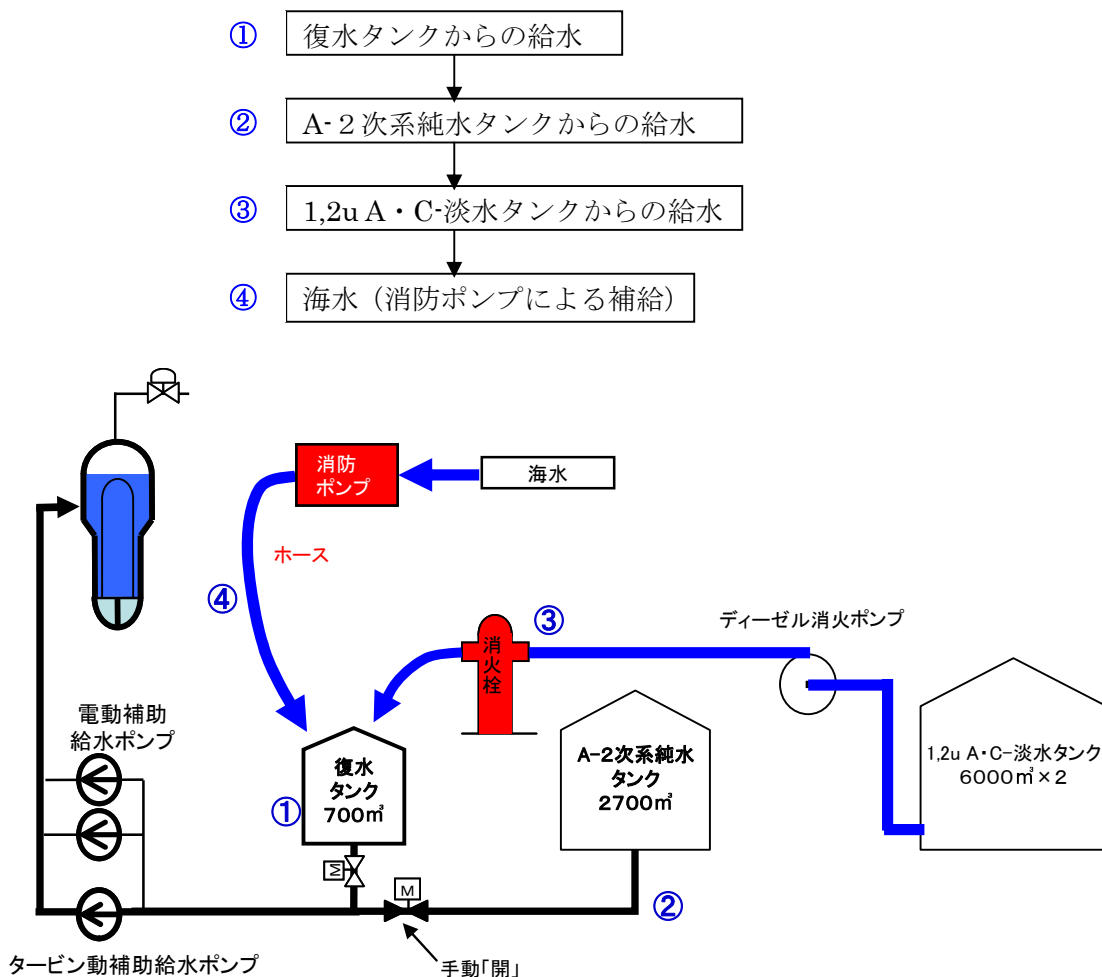 ① 復水タンクからの給水
② A-２次系純水タンクからの給水
③ 1,2u A・C-淡水タンクからの給水
④ 海水（消防ポンプによる補給）
消防
ポンプ
海水
ホース
④
消火栓
③
ディーゼル消火ポンプ
電動補助
給水ポンプ
復水
タンク
700㎥
①
A-2次系純水
タンク
2700㎥
1,2u A・C-淡水タンク
6000㎥×2
M
M
②
タービン動補助給水ポンプ
手動「開」